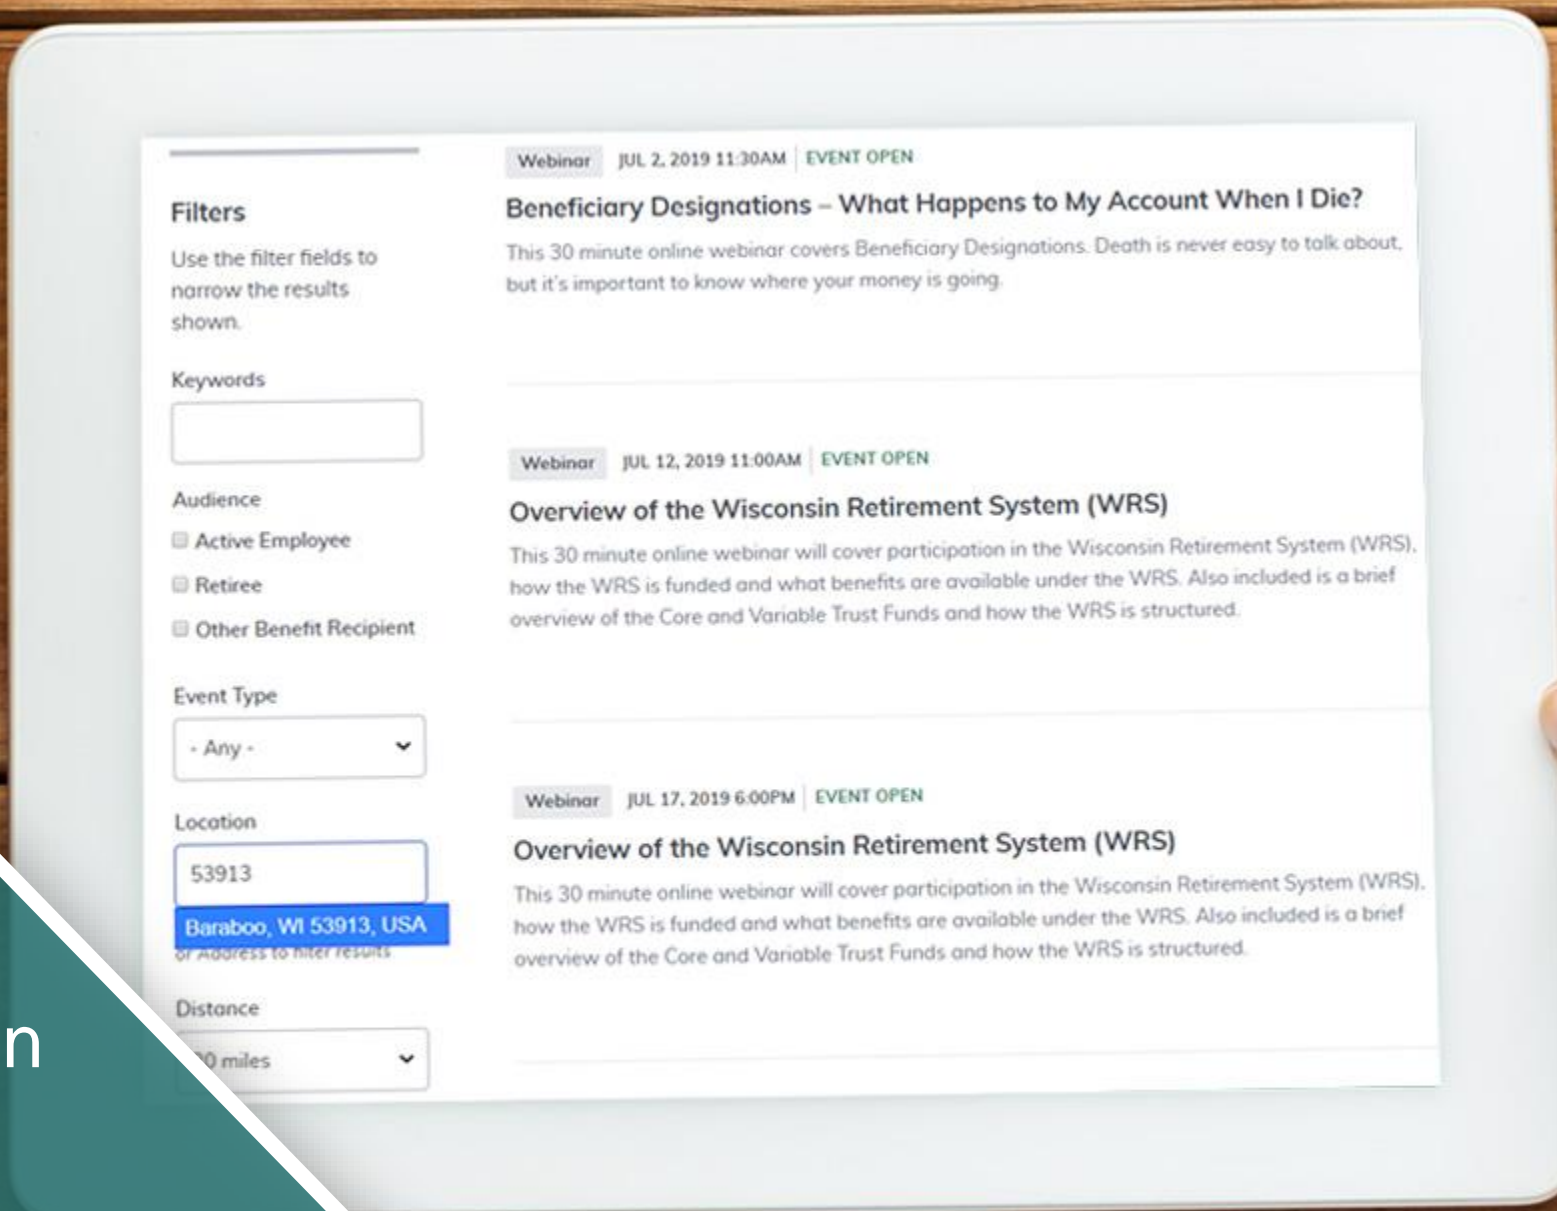 Filters
Use the filter fields to
narrow the results
shown.
Keywords
Audience
Active Employee
Retiree
Other Benefit Recipient
Event Type
- Any -
Location
53913
Baraboo, WI 53913, USA
or Address to filter results
Distance
miles
Webinar JUL 2, 2019 11:30AM EVENT OPEN
Beneficiary Designations – What Happens to My Account When I Die?
This 30 minute online webinar covers Beneficiary Designations. Death is never easy to talk about,
but it's important to know where your money is going.
Webinar JUL 12, 2019 11:00AM EVENT OPEN
Overview of the Wisconsin Retirement System (WRS)
This 30 minute online webinar will cover participation in the Wisconsin Retirement System (WRS),
how the WRS is funded and what benefits are available under the WRS. Also included is a brief
overview of the Core and Variable Trust Funds and how the WRS is structured.
Webinar JUL 17, 2019 6:00PM EVENT OPEN
Overview of the Wisconsin Retirement System (WRS)
This 30 minute online webinar will cover participation in the Wisconsin Retirement System (WRS),
how the WRS is funded and what benefits are available under the WRS. Also included is a brief
overview of the Core and Variable Trust Funds and how the WRS is structured.
n